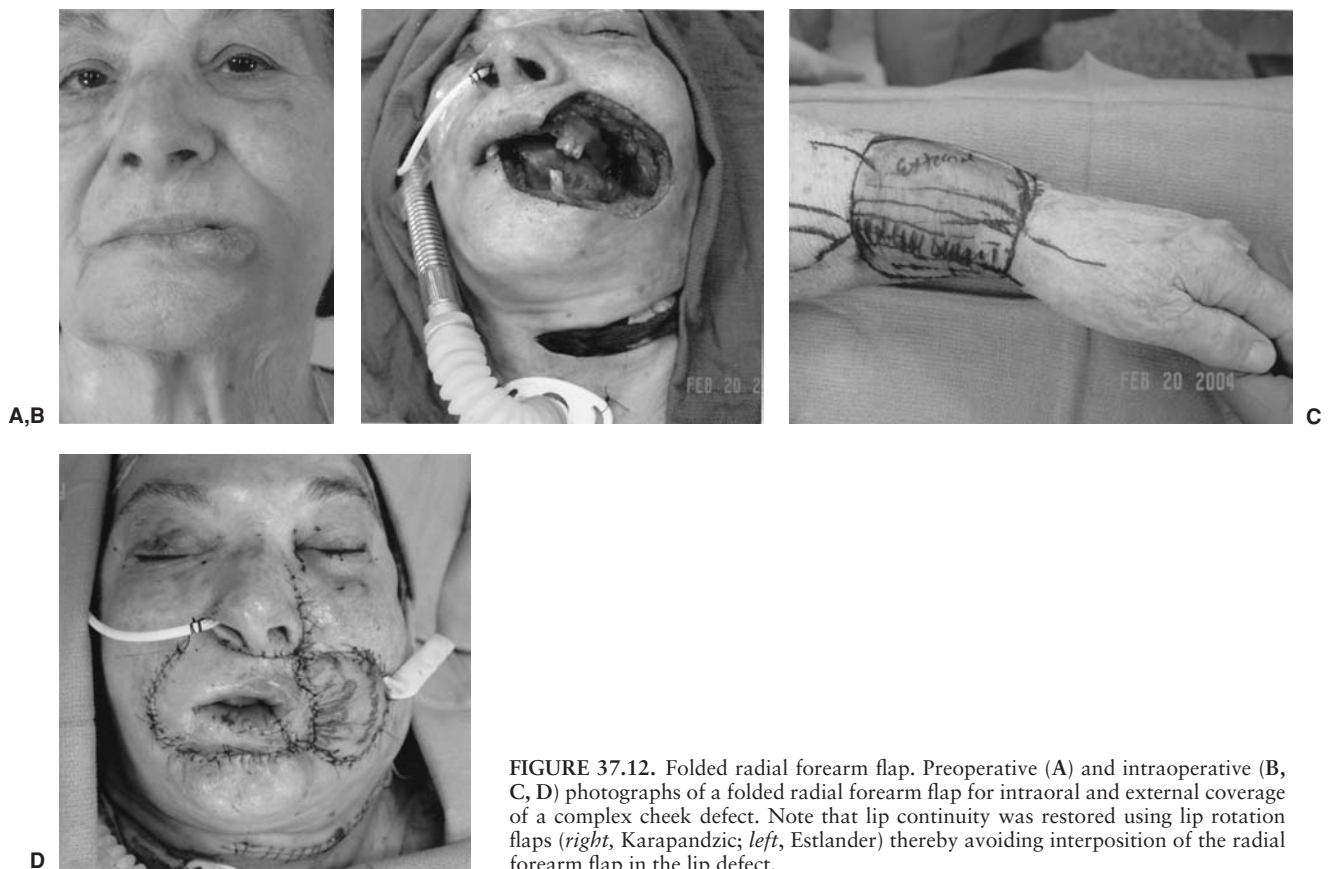 A,B
FEB 20 2
FEB 20 2004
C
D
FIGURE 37.12. Folded radial forearm flap. Preoperative (A) and intraoperative (B,
C, D) photographs of a folded radial forearm flap for intraoral and external coverage
of a complex cheek defect. Note that lip continuity was restored using lip rotation
flaps (right, Karapandzic; left, Estlander) thereby avoiding interposition of the radial
forearm flap in the lip defect.